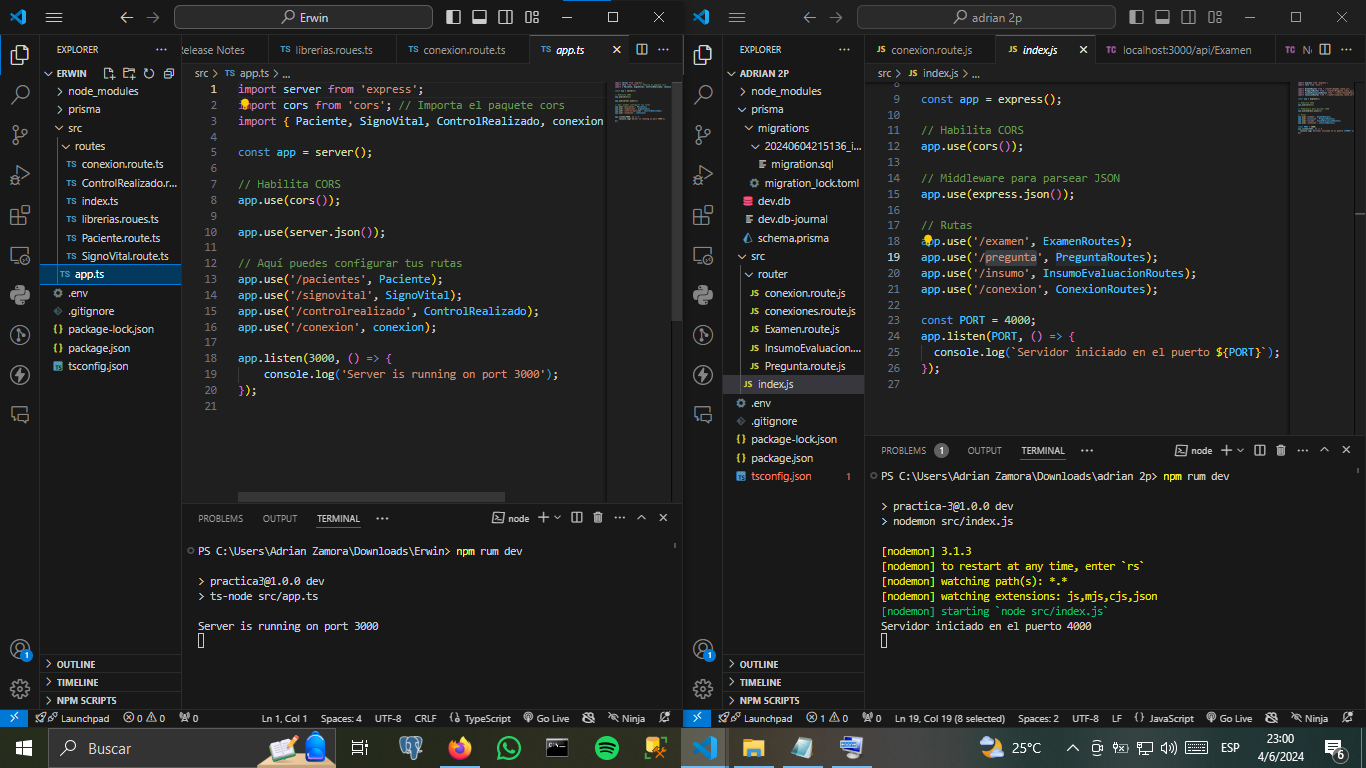 Erwin
EXPLORER
ERWIN
node_modules
prisma
src
routes
conexion.route.ts
ControlRealizado.r...
index.ts
librerias.roues.ts
Paciente.route.ts
SignoVital.route.ts
app.ts
.env
.gitignore
package-lock.json
package.json
tsconfig.json
OUTLINE
TIMELINE
NPM SCRIPTS
Release Notes
librerias.roues.ts
conexion.route.ts
app.ts
src > app.ts > ...
1 import server from 'express';
2 import cors from 'cors'; // Importa el paquete cors
3 import { Paciente, SignoVital, ControlRealizado, conexion
4
5 const app = server();
6
7 // Habilita CORS
8 app.use(cors());
9
10 app.use(server.json());
11
12 // Aquí puedes configurar tus rutas
13 app.use('/pacientes', Paciente);
14 app.use('/signovital', SignoVital);
15 app.use('/controlrealizado', ControlRealizado);
16 app.use('/conexion', conexion);
17
18 app.listen(3000, () => {
19 console.log('Server is running on port 3000');
20 });
21
PROBLEMS OUTPUT TERMINAL ... node
PS C:\Users\Adrian Zamora\Downloads\Erwin> npm rum dev
> practica3@1.0.0 dev
> ts-node src/app.ts
Server is running on port 3000
Launchpad 0 0 0 Ln 1, Col 1 Spaces: 4 UTF-8 CRLF TypeScript Go Live Ninja
adrian 2p
EXPLORER
ADRIAN 2P
node_modules
prisma
migrations
20240604215136_i...
migration.sql
migration_lock.toml
dev.db
dev.db-journal
schema.prisma
src
router
conexion.route.js
conexiones.route.js
Examen.route.js
InsumoEvaluacion....
Pregunta.route.js
index.js
.env
.gitignore
package-lock.json
package.json
tsconfig.json 1
OUTLINE
TIMELINE
NPM SCRIPTS
conexion.route.js
index.js
localhost:3000/api/Examen
src > index.js > ...
8
9 const app = express();
10
11 // Habilita CORS
12 app.use(cors());
13
14 // Middleware para parsear JSON
15 app.use(express.json());
16
17 // Rutas
18 app.use('/examen', ExamenRoutes);
19 app.use('/pregunta', PreguntaRoutes);
20 app.use('/insumo', InsumoEvaluacionRoutes);
21 app.use('/conexion', ConexionRoutes);
22
23 const PORT = 4000;
24 app.listen(PORT, () => {
25 console.log(`Servidor iniciado en el puerto ${PORT}`);
26 });
27
PROBLEMS 1 OUTPUT TERMINAL ... node
PS C:\Users\Adrian Zamora\Downloads\adrian 2p> npm rum dev
> practica-3@1.0.0 dev
> nodemon src/index.js
[nodemon] 3.1.3
[nodemon] to restart at any time, enter `rs`
[nodemon] watching path(s): *.*
[nodemon] watching extensions: js,mjs,cjs,json
[nodemon] starting `node src/index.js`
Servidor iniciado en el puerto 4000
Launchpad 1 0 0 Ln 19, Col 19 (8 selected) Spaces: 2 UTF-8 LF JavaScript Go Live Ninja
Buscar
25°C
ESP
23:00
4/6/2024
6